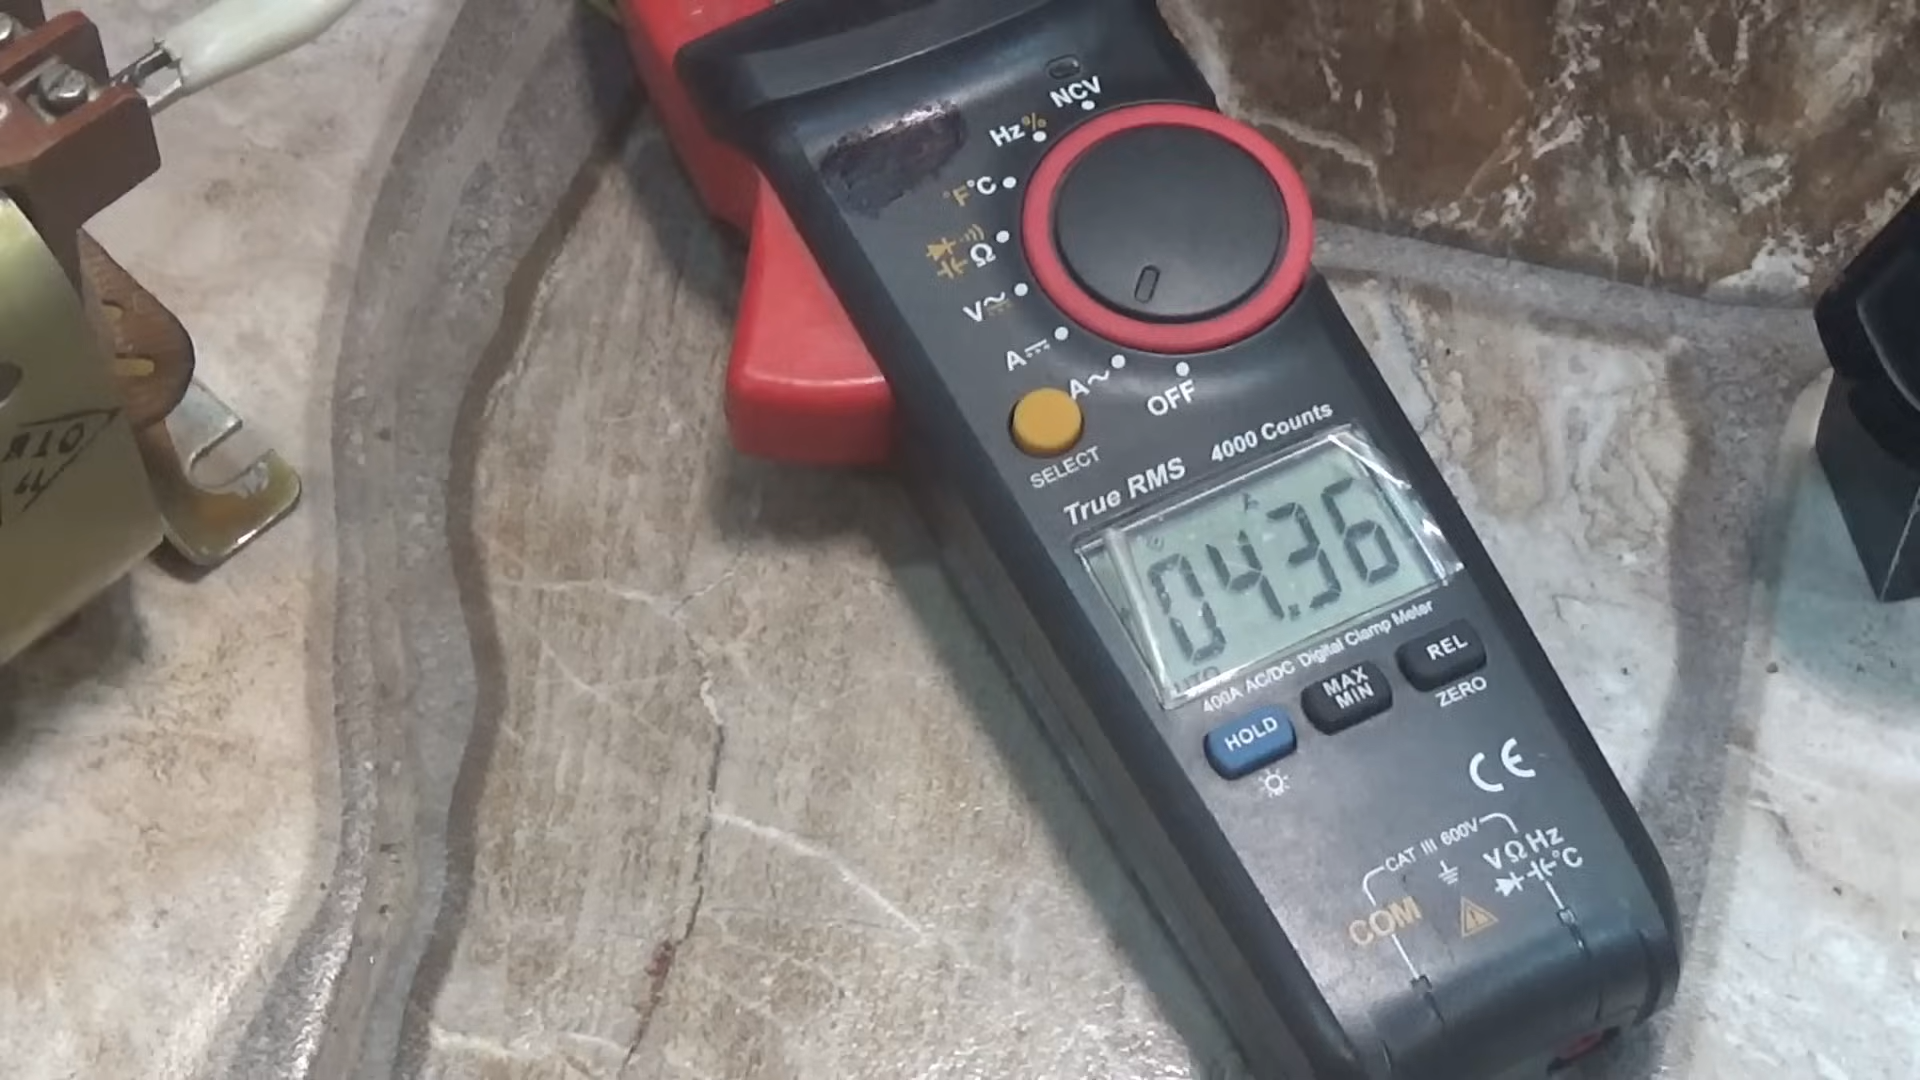 NCV
Hz%
°F°C
Ω
V
A
A~
OFF
SELECT
True RMS 4000 Counts
04.36
400A AC/DC Digital Clamp Meter
HOLD
MAX
MIN
REL
ZERO
CE
CAT III 600V
VΩHz
°C
COM